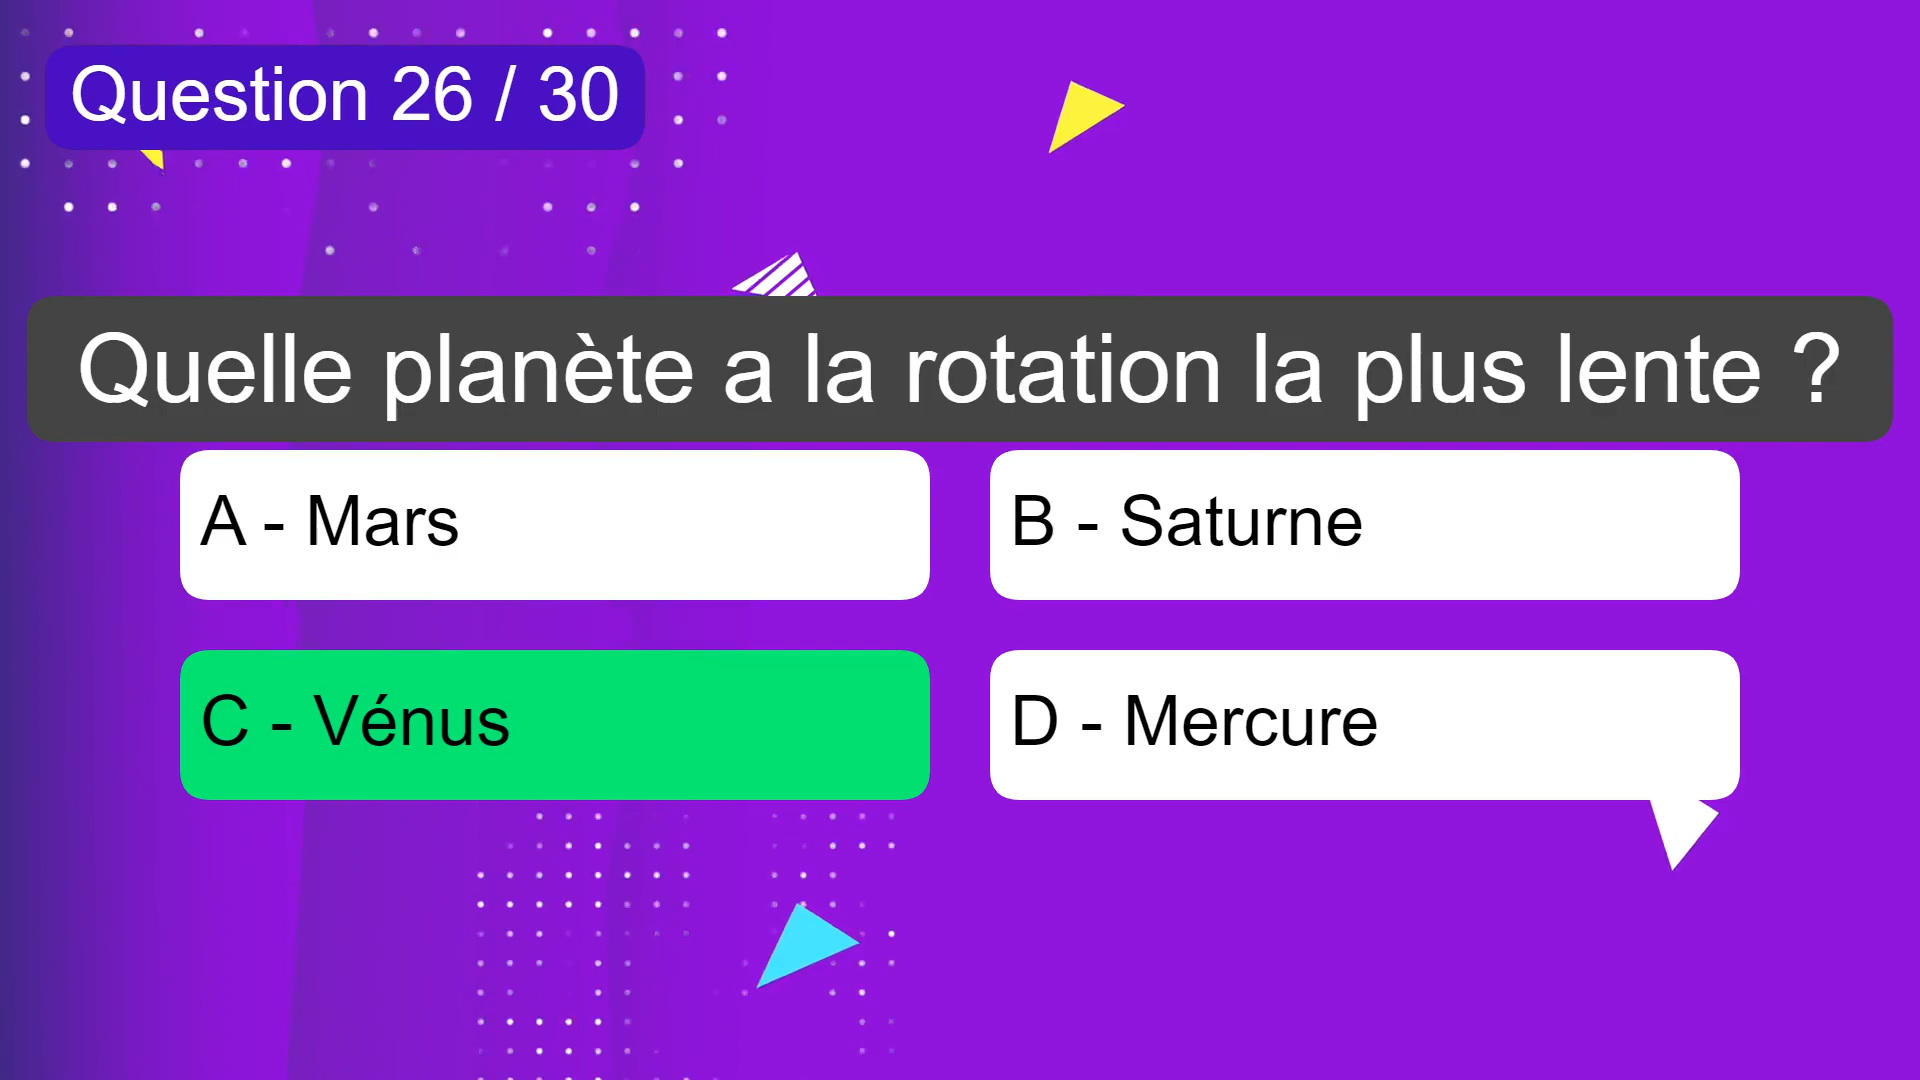 Question 26 / 30
Quelle planète a la rotation la plus lente ?
A - Mars
B - Saturne
C - Vénus
D - Mercure